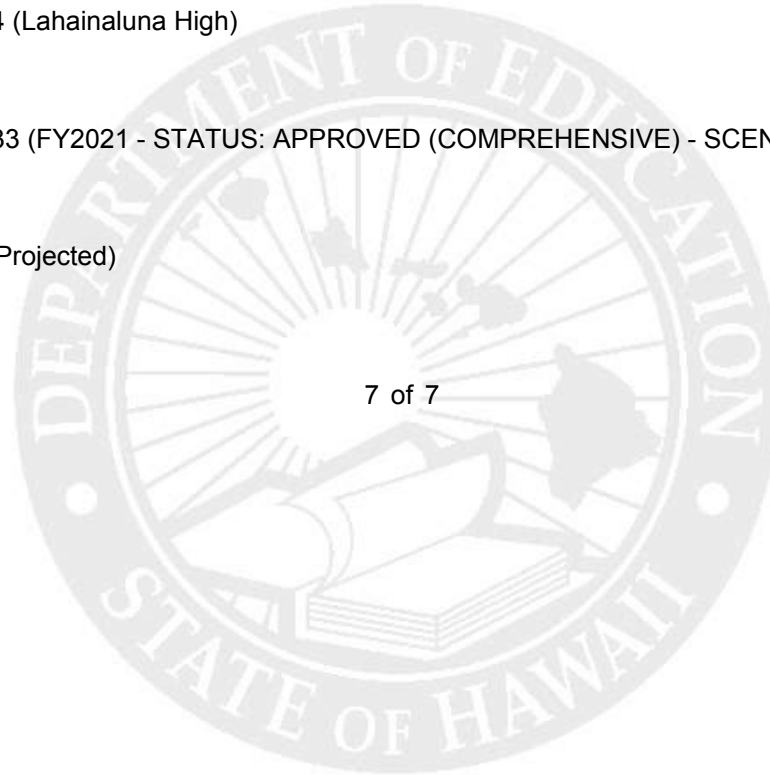 4 (Lahainaluna High)
33 (FY2021 - STATUS: APPROVED (COMPREHENSIVE) - SCEN
Projected)
7 of 7
DEPARTMENT OF EDUCATION
STATE OF HAWAII